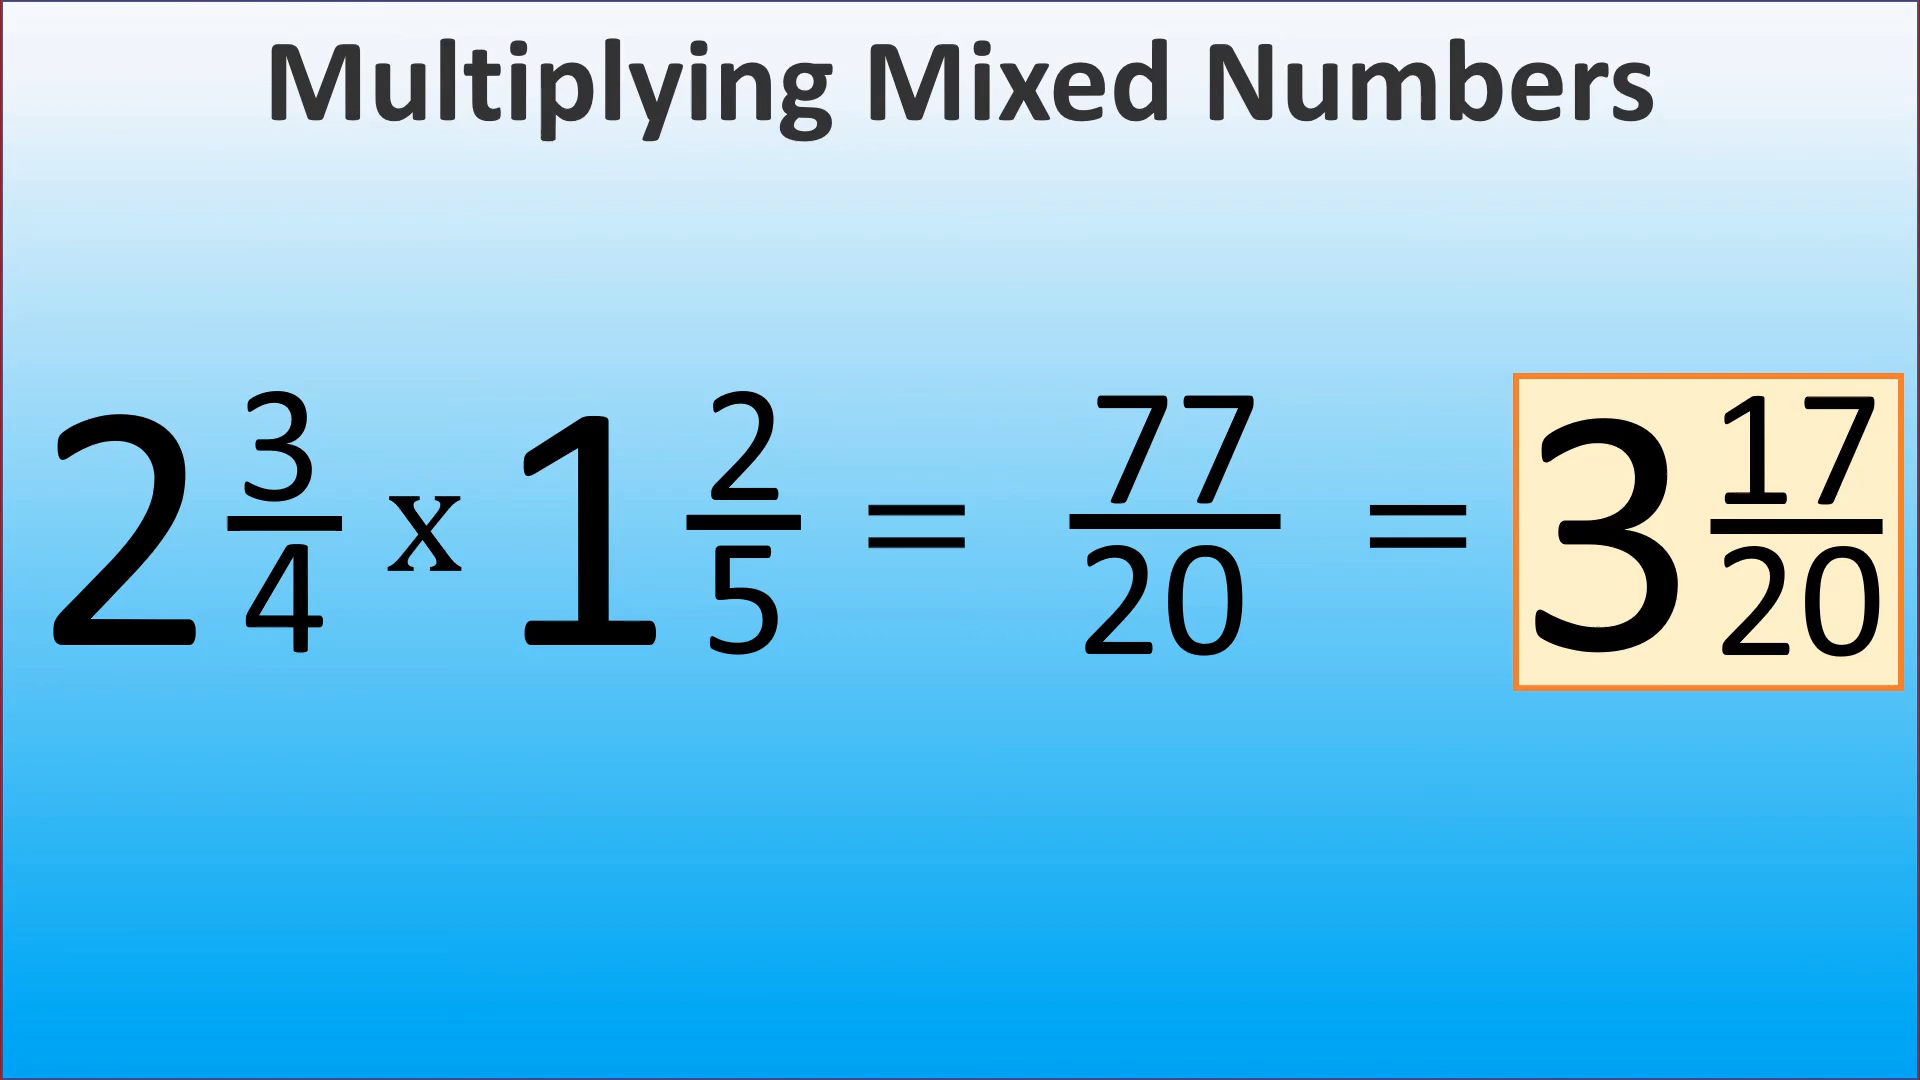 Multiplying Mixed Numbers
2 3/4 x 1 2/5 = 77/20 = 3 17/20